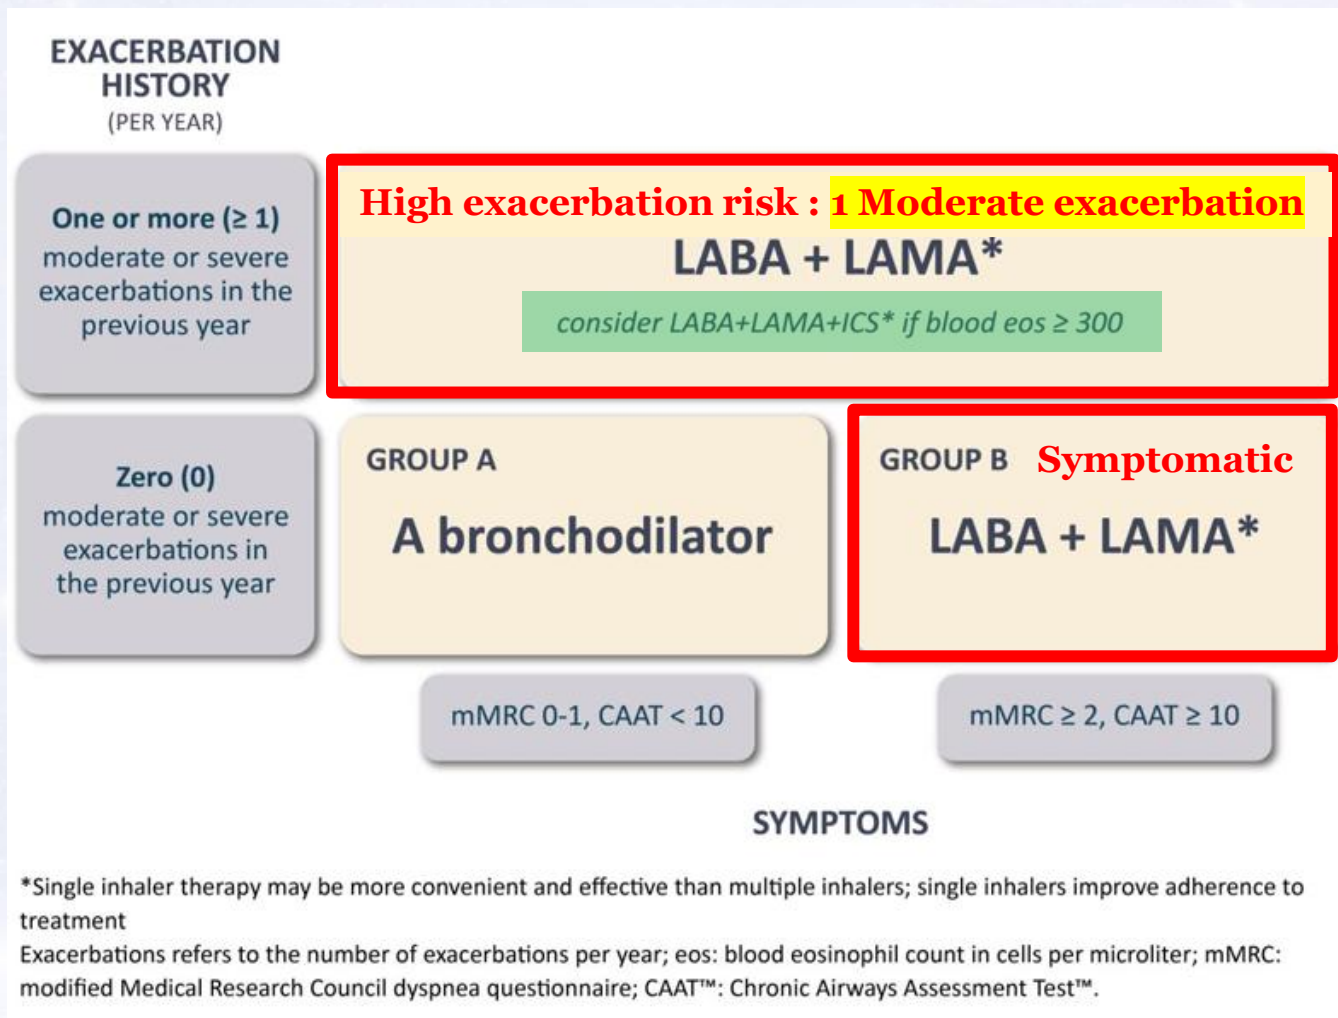 EXACERBATION
HISTORY
(PER YEAR)
One or more (≥ 1)
moderate or severe
exacerbations in the
previous year
High exacerbation risk : 1 Moderate exacerbation
LABA + LAMA*
consider LABA+LAMA+ICS* if blood eos ≥ 300
Zero (0)
moderate or severe
exacerbations in
the previous year
GROUP A
A bronchodilator
GROUP B Symptomatic
LABA + LAMA*
mMRC 0-1, CAAT < 10
mMRC ≥ 2, CAAT ≥ 10
SYMPTOMS
*Single inhaler therapy may be more convenient and effective than multiple inhalers; single inhalers improve adherence to
treatment
Exacerbations refers to the number of exacerbations per year; eos: blood eosinophil count in cells per microliter; mMRC:
modified Medical Research Council dyspnea questionnaire; CAAT™: Chronic Airways Assessment Test™.